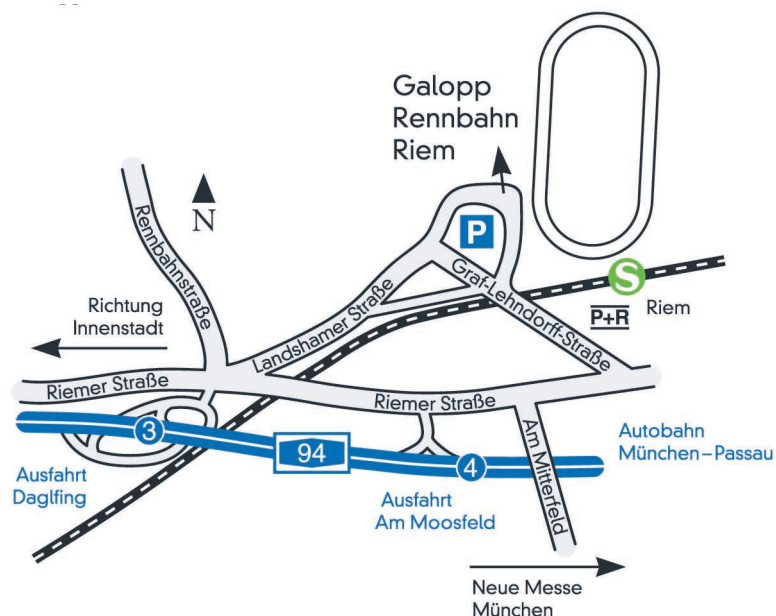 Galopp
Rennbahn
Riem
N
Rennbahnstraße
P
Graf-Lehndorff-Straße
Landshamer Straße
S
P+R
Riem
Richtung
Innenstadt
Riemer Straße
Riemer Straße
Am Mitterfeld
3
94
4
Autobahn
München–Passau
Ausfahrt
Daglfing
Ausfahrt
Am Moosfeld
Neue Messe
München